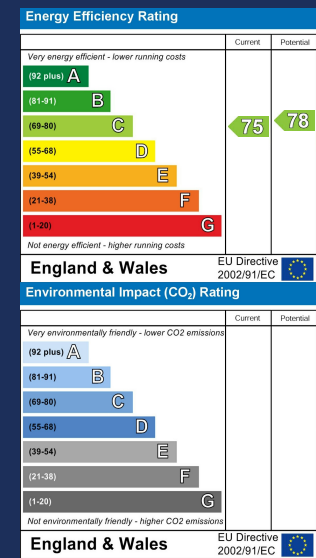 Energy Efficiency Rating
Current Potential
Very energy efficient - lower running costs
(92 plus) A
(81-91) B
(69-80) C 75 78
(55-68) D
(39-54) E
(21-38) F
(1-20) G
Not energy efficient - higher running costs
England & Wales EU Directive 2002/91/EC
Environmental Impact (CO₂) Rating
Current Potential
Very environmentally friendly - lower CO2 emissions
(92 plus) A
(81-91) B
(69-80) C
(55-68) D
(39-54) E
(21-38) F
(1-20) G
Not environmentally friendly - higher CO2 emissions
England & Wales EU Directive 2002/91/EC